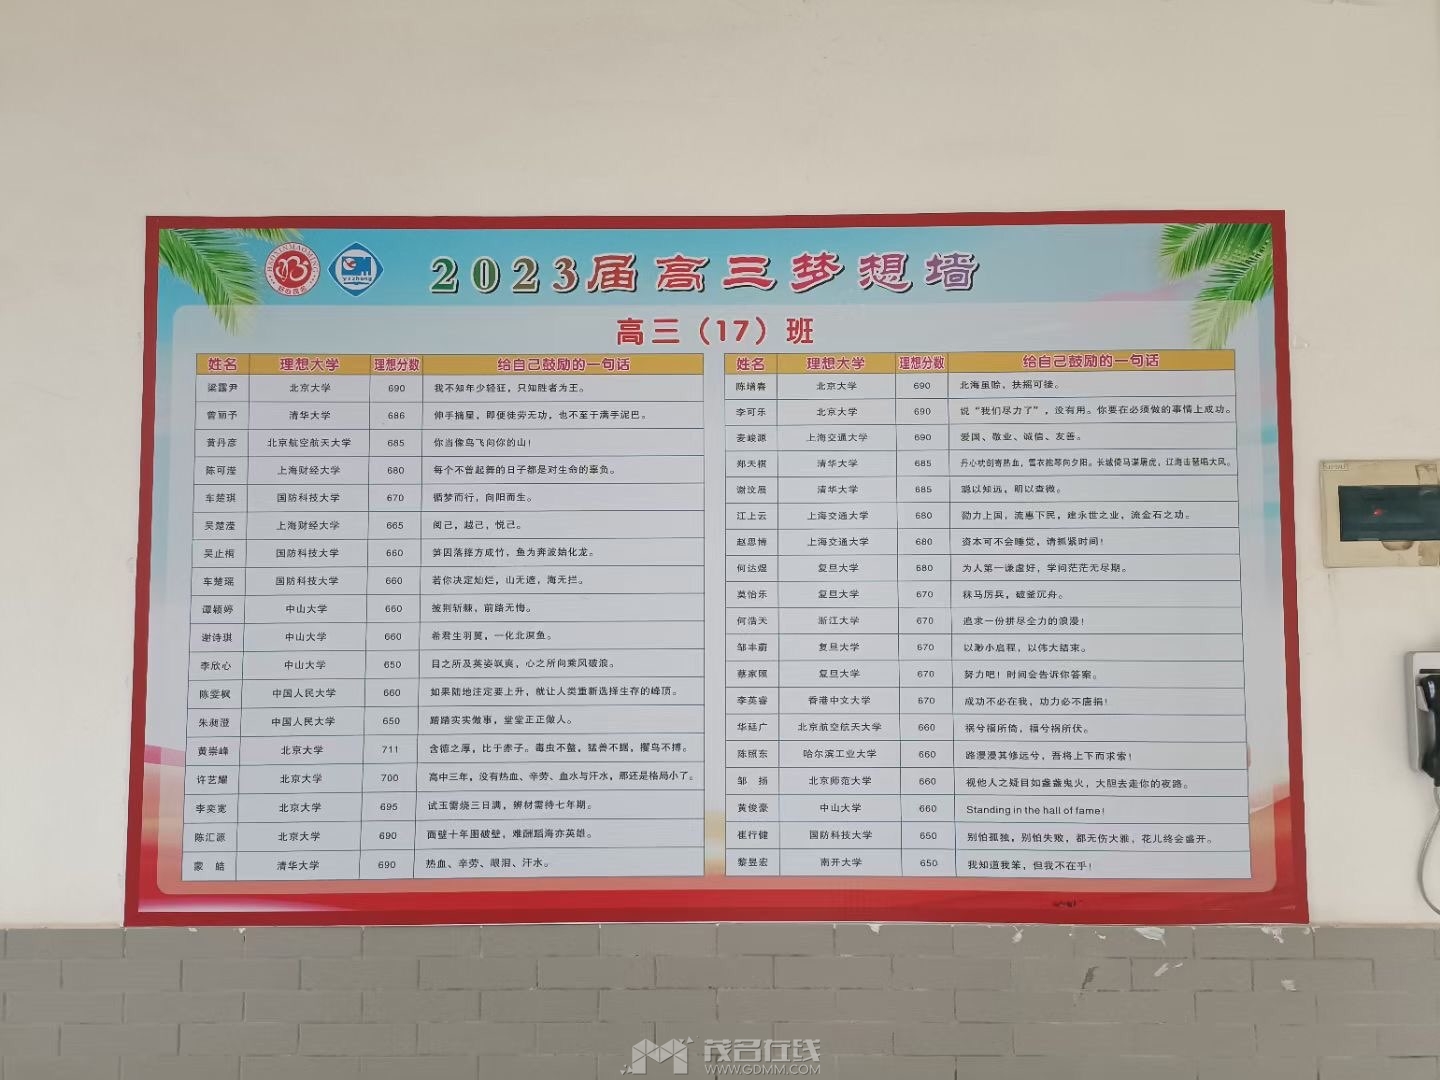 2023届高三梦想墙
高三（17）班
姓名 理想大学 理想分数 给自己鼓励的一句话
梁露尹 北京大学 690 我不知年少轻狂，只知胜者为王。
曾丽予 清华大学 686 伸手摘星，即便徒劳无功，也不至于满手泥巴。
黄丹彦 北京航空航天大学 685 你当像鸟飞向你的山！
陈可滢 上海财经大学 680 每个不曾起舞的日子都是对生命的辜负。
车楚琪 国防科技大学 670 循梦而行，向阳而生。
吴楚滢 上海财经大学 665 阅己，越己，悦己。
吴止楠 国防科技大学 660 笋因落箨方成竹，鱼为奔波始化龙。
车楚瑶 国防科技大学 660 若你决定灿烂，山无遮，海无拦。
谭颖婷 中山大学 660 披荆斩棘，前路无悔。
谢诗琪 中山大学 660 希君生羽翼，一化北溟鱼。
李欣心 中山大学 650 目之所及英姿飒爽，心之所向乘风破浪。
陈雯枫 中国人民大学 660 如果陆地注定要上升，就让人类重新选择生存的峰顶。
朱昶澄 中国人民大学 650 踏踏实实做事，堂堂正正做人。
黄崇峰 北京大学 711 含德之厚，比于赤子。毒虫不螫，猛兽不据，攫鸟不搏。
许艺耀 北京大学 700 高中三年，没有热血、辛劳、血水与汗水，那还是格局小了。
李奕宽 北京大学 695 试玉需烧三日满，辨材需待七年期。
陈汇源 北京大学 690 面壁十年图破壁，难酬蹈海亦英雄。
蒙 皓 清华大学 690 热血、辛劳、眼泪、汗水。
姓名 理想大学 理想分数 给自己鼓励的一句话
陈增春 北京大学 690 北海虽赊，扶摇可接。
李可乐 北京大学 690 说“我们尽力了”，没有用。你要在必须做的事情上成功。
麦峻源 上海交通大学 690 爱国、敬业、诚信、友善。
郑天祺 清华大学 685 丹心枕剑寄热血，雪衣抱琴向夕阳。长城倚马谋屠虎，辽海击筑唱大风。
谢汶晨 清华大学 685 聪以知远，明以查微。
江上云 上海交通大学 680 勠力上国，流惠下民，建永世之业，流金石之功。
赵思博 上海交通大学 680 资本可不会睡觉，请抓紧时间！
何达煜 复旦大学 680 为人第一谦虚好，学问茫茫无尽期。
莫怡乐 复旦大学 670 秣马厉兵，破釜沉舟。
何浩天 浙江大学 670 追求一份拼尽全力的浪漫！
邹丰蔚 复旦大学 670 以渺小启程，以伟大结束。
蔡家熙 复旦大学 670 努力吧！时间会告诉你答案。
李英睿 香港中文大学 670 成功不必在我，功力必不唐捐！
华廷广 北京航空航天大学 660 祸兮福所倚，福兮祸所伏。
陈照东 哈尔滨工业大学 660 路漫漫其修远兮，吾将上下而求索！
邹 扬 北京师范大学 660 视他人之疑目如盏盏鬼火，大胆去走你的夜路。
黄俊豪 中山大学 660 Standing in the hall of fame!
崔行健 国防科技大学 650 别怕孤独，别怕失败，都无伤大雅，花儿终会盛开。
黎昱宏 南开大学 650 我知道我笨，但我不在乎！
茂名在线
WWW.GDMM.COM